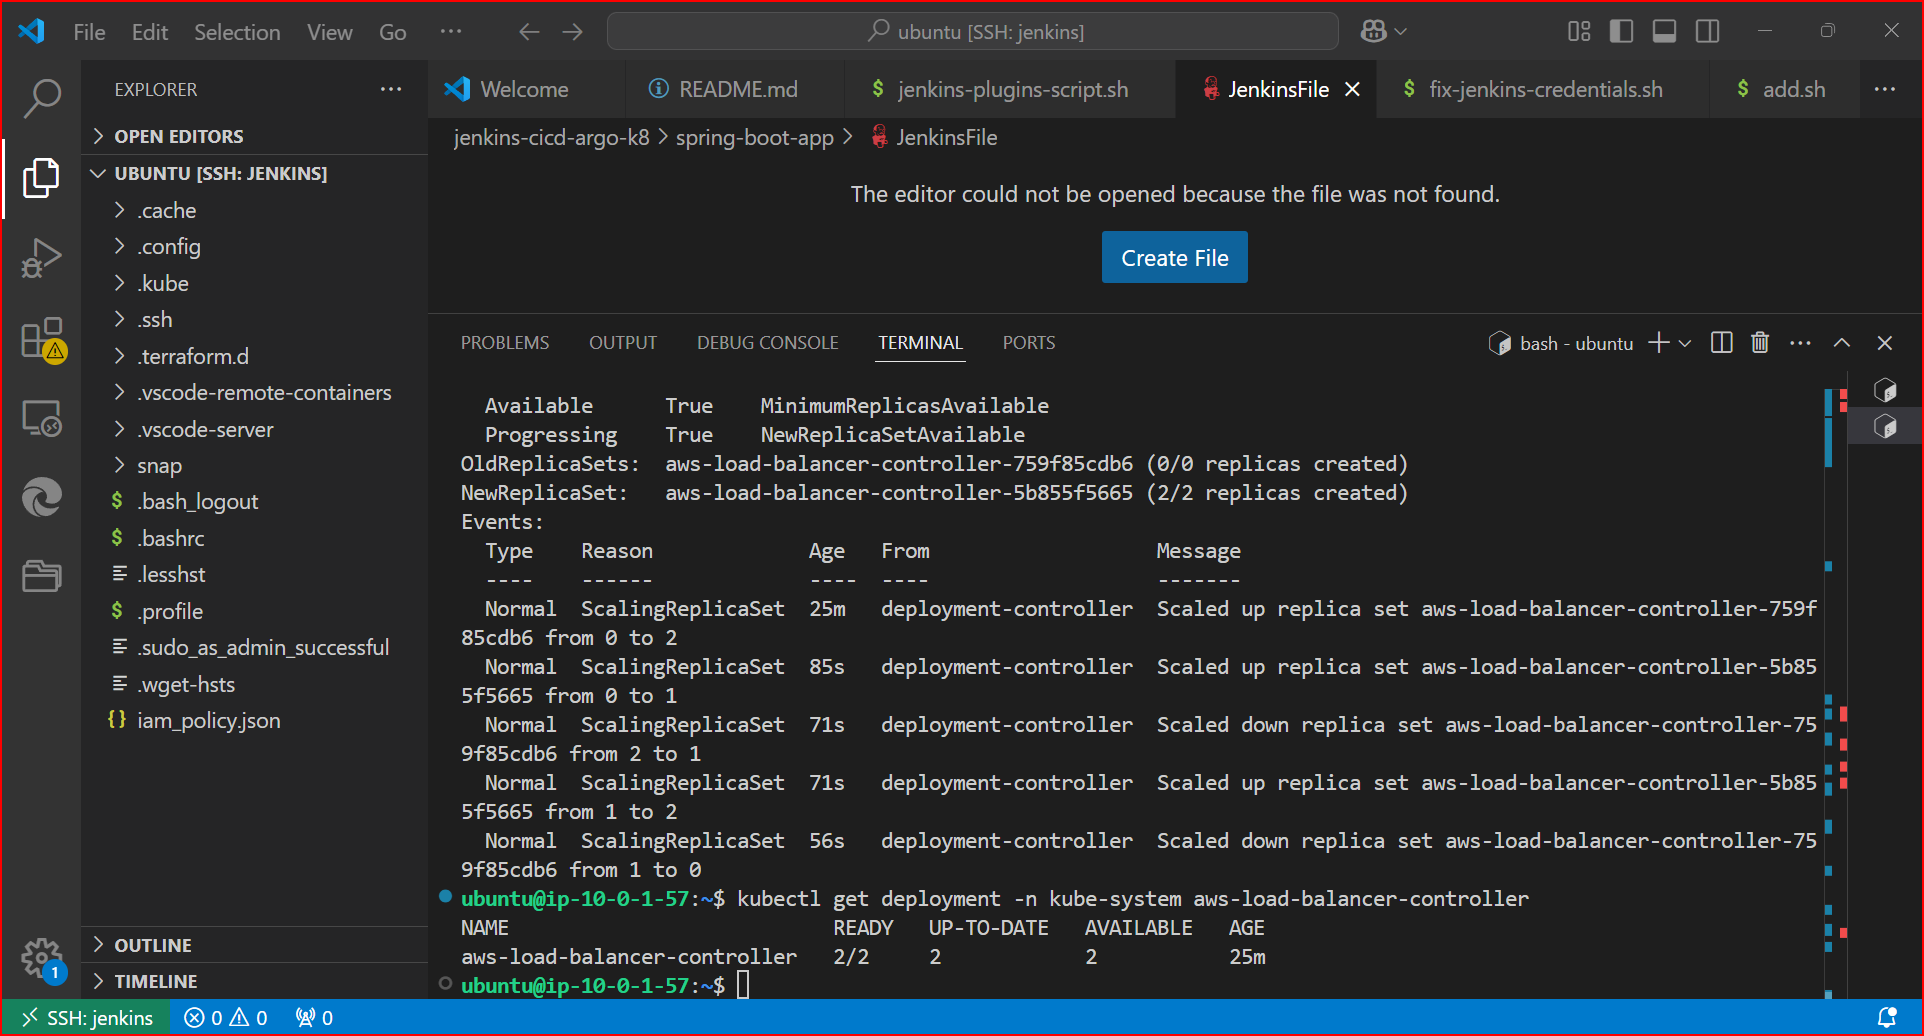 File Edit Selection View Go ··· ubuntu [SSH: jenkins]
EXPLORER ···
OPEN EDITORS
UBUNTU [SSH: JENKINS]
.cache
.config
.kube
.ssh
.terraform.d
.vscode-remote-containers
.vscode-server
snap
$ .bash_logout
$ .bashrc
.lesshst
$ .profile
.sudo_as_admin_successful
.wget-hsts
{} iam_policy.json
OUTLINE
TIMELINE
1
Welcome README.md $ jenkins-plugins-script.sh JenkinsFile $ fix-jenkins-credentials.sh $ add.sh ···
jenkins-cicd-argo-k8 > spring-boot-app > JenkinsFile
The editor could not be opened because the file was not found.
Create File
PROBLEMS OUTPUT DEBUG CONSOLE TERMINAL PORTS bash - ubuntu ···
Available True MinimumReplicasAvailable
Progressing True NewReplicaSetAvailable
OldReplicaSets: aws-load-balancer-controller-759f85cdb6 (0/0 replicas created)
NewReplicaSet: aws-load-balancer-controller-5b855f5665 (2/2 replicas created)
Events:
Type Reason Age From Message
---- ------ ---- ---- -------
Normal ScalingReplicaSet 25m deployment-controller Scaled up replica set aws-load-balancer-controller-759f
85cdb6 from 0 to 2
Normal ScalingReplicaSet 85s deployment-controller Scaled up replica set aws-load-balancer-controller-5b85
5f5665 from 0 to 1
Normal ScalingReplicaSet 71s deployment-controller Scaled down replica set aws-load-balancer-controller-75
9f85cdb6 from 2 to 1
Normal ScalingReplicaSet 71s deployment-controller Scaled up replica set aws-load-balancer-controller-5b85
5f5665 from 1 to 2
Normal ScalingReplicaSet 56s deployment-controller Scaled down replica set aws-load-balancer-controller-75
9f85cdb6 from 1 to 0
ubuntu@ip-10-0-1-57:~$ kubectl get deployment -n kube-system aws-load-balancer-controller
NAME READY UP-TO-DATE AVAILABLE AGE
aws-load-balancer-controller 2/2 2 2 25m
ubuntu@ip-10-0-1-57:~$
SSH: jenkins 0 0 0